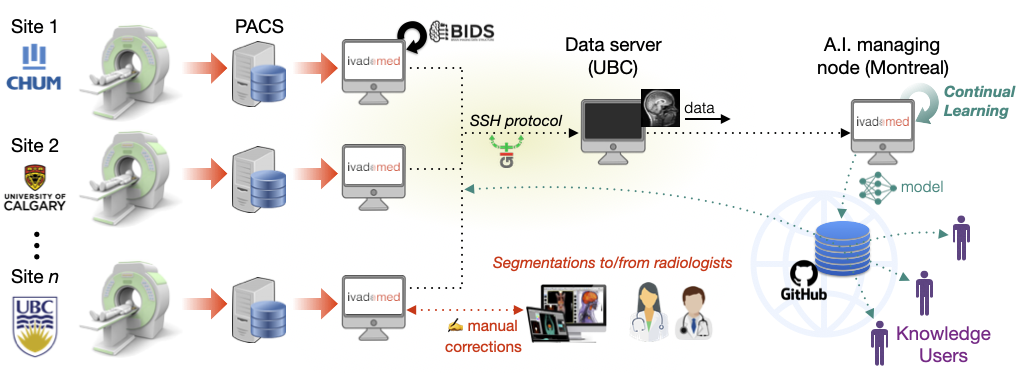 Site 1
PACS
CHUM
ivadomed
BIDS
Data server
(UBC)
A.I. managing
node (Montreal)
SSH protocol
GIt
data
ivadomed
Continual
Learning
Site 2
UNIVERSITY OF
CALGARY
ivadomed
model
Site n
UBC
ivadomed
Segmentations to/from radiologists
✍ manual
corrections
GitHub
Knowledge
Users